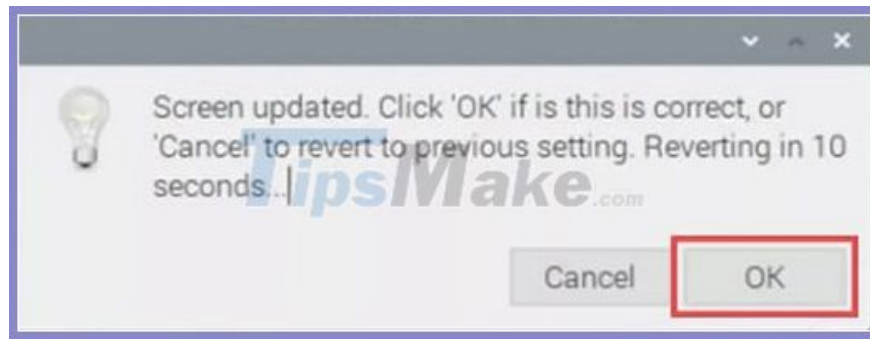 Screen updated. Click 'OK' if is this is correct, or
'Cancel' to revert to previous setting. Reverting in 10
seconds...
TipsMake.com
Cancel
OK